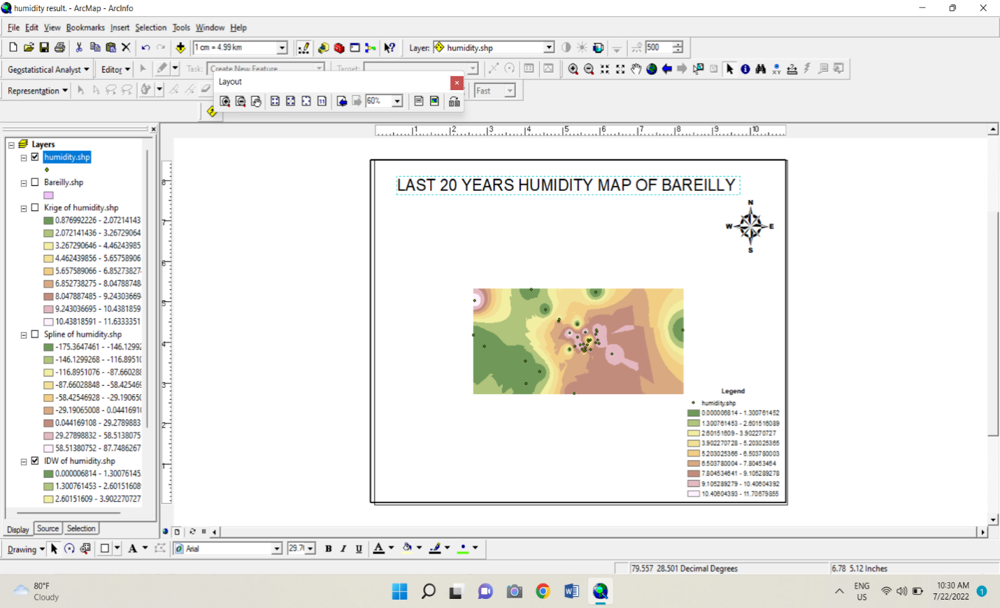 humidity result. - ArcMap - ArcInfo
File Edit View Bookmarks Insert Selection Tools Window Help
1 cm = 4.99 km
Layer: humidity.shp
500
Geostatistical Analyst
Editor
Task: Create New Feature
Target:
Layout
Representation
Fast
60%
Layers
humidity.shp
Bareilly.shp
Krige of humidity.shp
0.876992226 - 2.07214143
2.072141436 - 3.26729064
3.267290646 - 4.46243985
4.462439856 - 5.65758906
5.657589066 - 6.85273827
6.852738275 - 8.04788748
8.047887485 - 9.24303669
9.243036695 - 10.4381859
10.43818591 - 11.6333351
Spline of humidity.shp
-175.3647461 - -146.1299
-146.1299268 - -116.8951
-116.8951076 - -87.66028
-87.66028848 - -58.42546
-58.42546928 - -29.19065
-29.19065008 - 0.0441691
0.044169108 - 29.2789883
29.27898832 - 58.5138075
58.51380752 - 87.7486267
IDW of humidity.shp
0.000006814 - 1.30076145
1.300761453 - 2.60151608
2.60151609 - 3.902270727
Display Source Selection
1 2 3 4 5 6 7 8 9 10
8
7
6
5
4
3
2
1
LAST 20 YEARS HUMIDITY MAP OF BAREILLY
N
W E
S
Legend
humidity.shp
0.000006814 - 1.300761452
1.300761453 - 2.601516089
2.60151609 - 3.902270727
3.902270728 - 5.203025365
5.203025366 - 6.503780003
6.503780004 - 7.80453464
7.804534641 - 9.105289278
9.105289279 - 10.40604392
10.40604393 - 11.70679855
Drawing
A
Arial
29.7
B I U A
79.557 28.501 Decimal Degrees
6.78 5.12 Inches
80°F
Cloudy
ENG
US
10:30 AM
7/22/2022
1